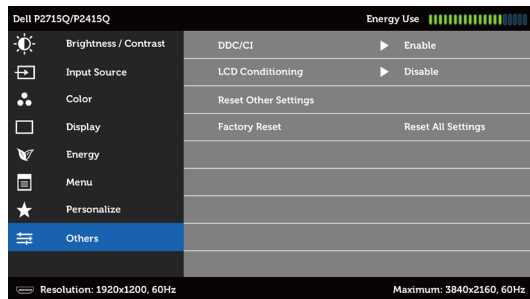 Dell P2715Q/P2415Q Energy Use
Brightness / Contrast DDC/CI Enable
Input Source LCD Conditioning Disable
Color Reset Other Settings
Display Factory Reset Reset All Settings
Energy
Menu
Personalize
Others
Resolution: 1920x1200, 60Hz Maximum: 3840x2160, 60Hz